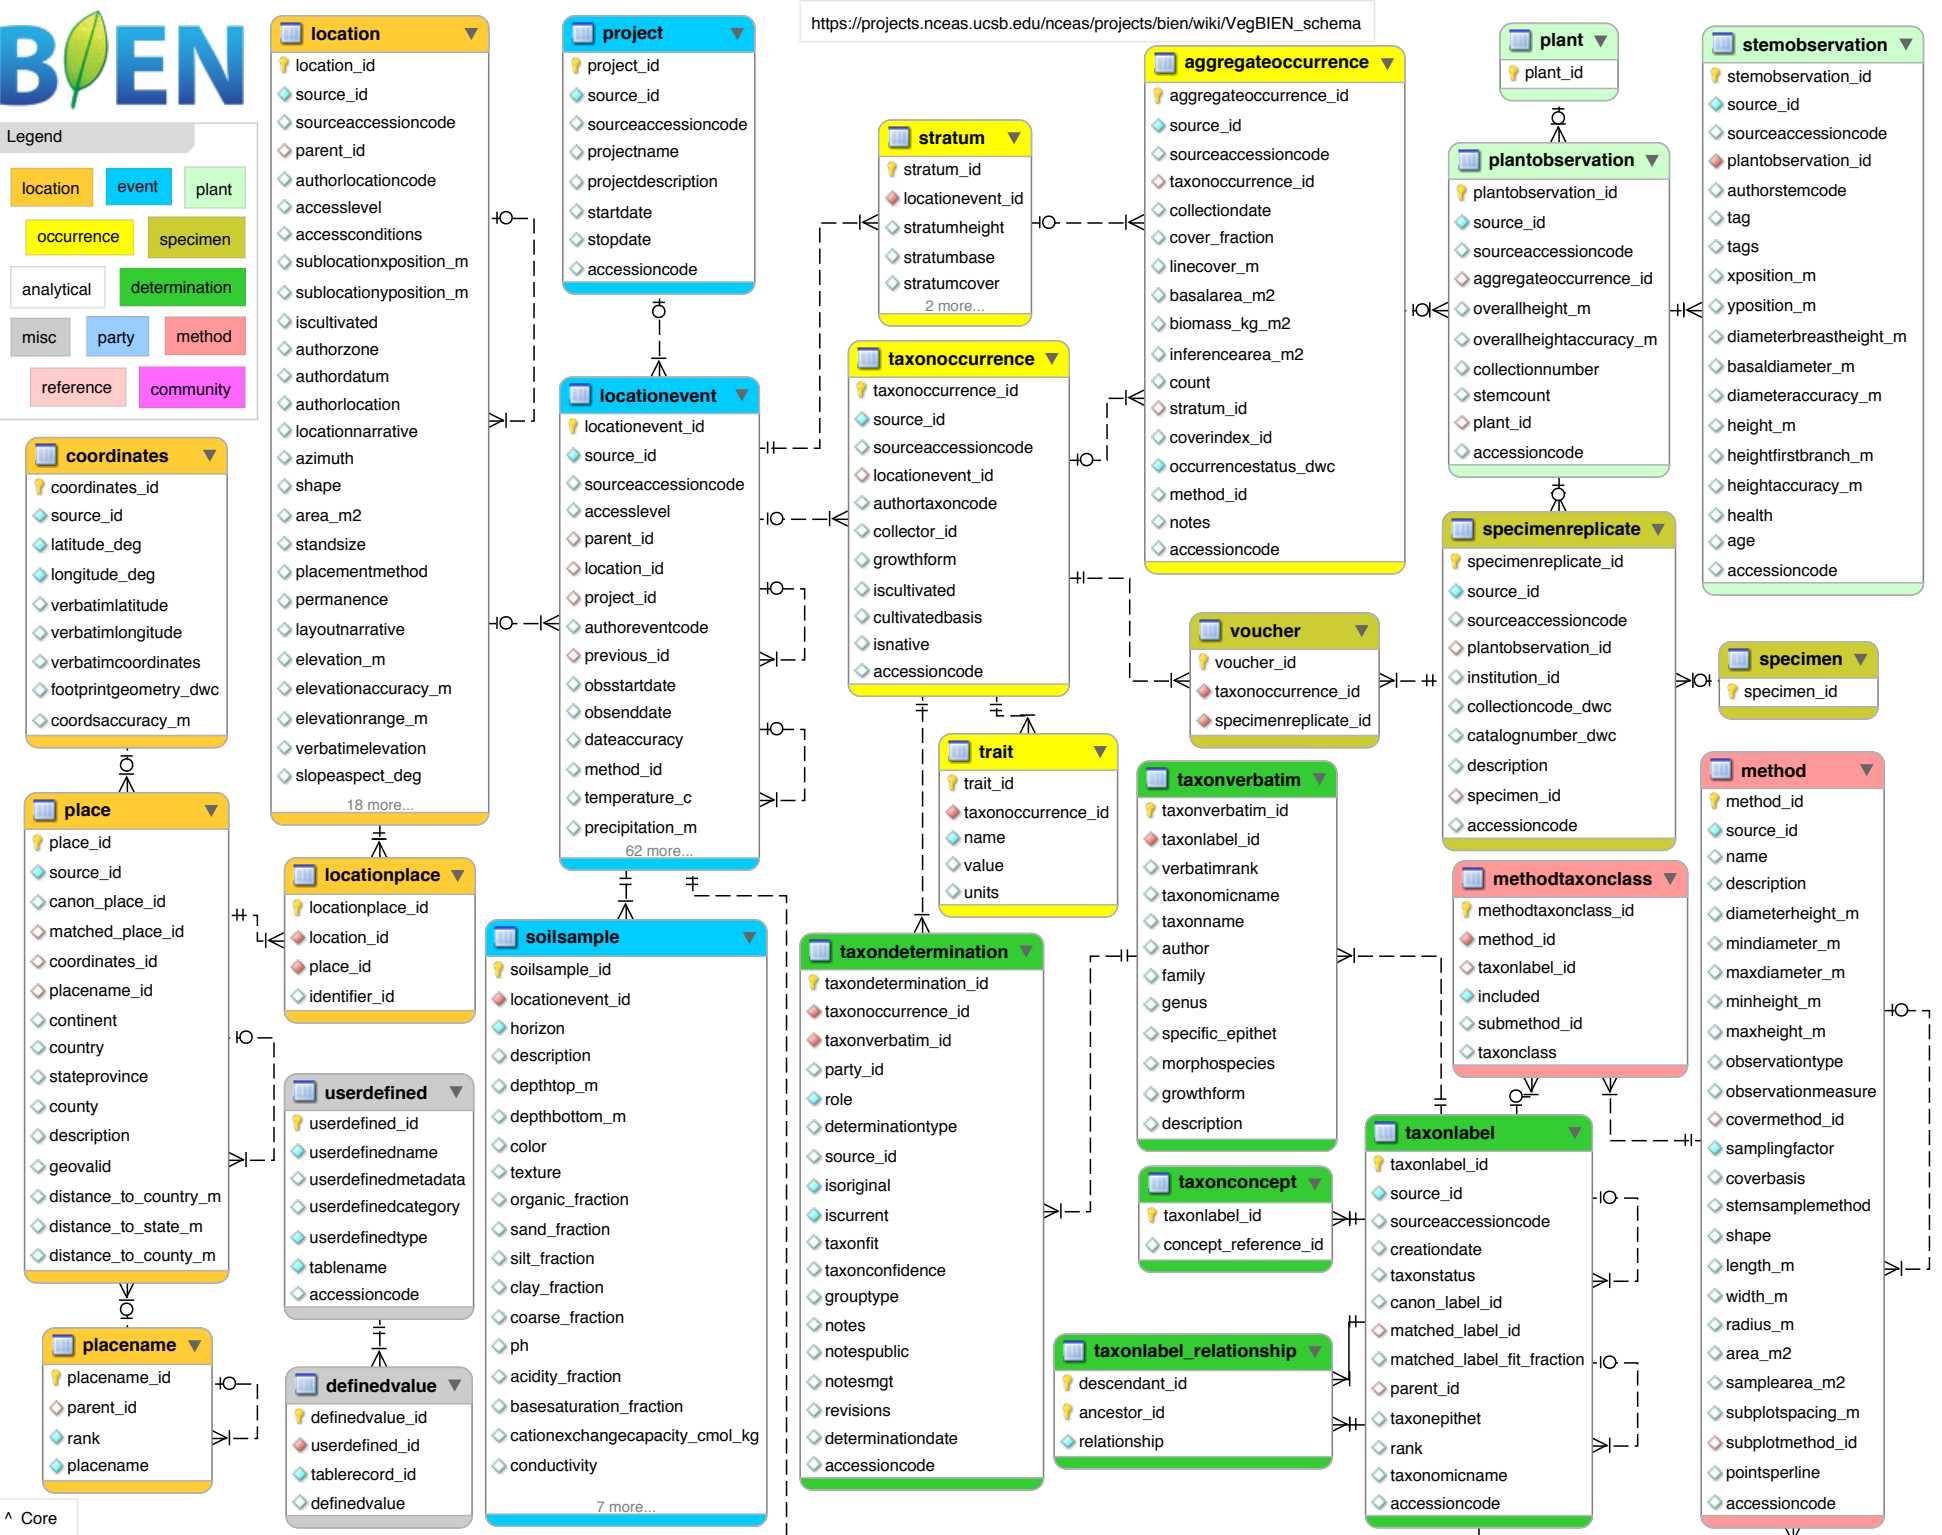 BIEN
https://projects.nceas.ucsb.edu/nceas/projects/bien/wiki/VegBIEN_schema
Legend
location
event
plant
occurrence
specimen
analytical
determination
misc
party
method
reference
community
location
location_id
source_id
sourceaccessioncode
parent_id
authorlocationcode
accesslevel
accessconditions
sublocationxposition_m
sublocationyposition_m
iscultivated
authorzone
authordatum
authorlocation
locationnarrative
azimuth
shape
area_m2
standsize
placementmethod
permanence
layoutnarrative
elevation_m
elevationaccuracy_m
elevationrange_m
verbatimelevation
slopeaspect_deg
18 more...
project
project_id
source_id
sourceaccessioncode
projectname
projectdescription
startdate
stopdate
accessioncode
stratum
stratum_id
locationevent_id
stratumheight
stratumbase
stratumcover
2 more...
aggregateoccurrence
aggregateoccurrence_id
source_id
sourceaccessioncode
taxonoccurrence_id
collectiondate
cover_fraction
linecover_m
basalarea_m2
biomass_kg_m2
inferencearea_m2
count
stratum_id
coverindex_id
occurrencestatus_dwc
method_id
notes
accessioncode
plant
plant_id
plantobservation
plantobservation_id
source_id
sourceaccessioncode
aggregateoccurrence_id
overallheight_m
overallheightaccuracy_m
collectionnumber
stemcount
plant_id
accessioncode
stemobservation
stemobservation_id
source_id
sourceaccessioncode
plantobservation_id
authorstemcode
tag
tags
xposition_m
yposition_m
diameterbreastheight_m
basaldiameter_m
diameteraccuracy_m
height_m
heightfirstbranch_m
heightaccuracy_m
health
age
accessioncode
coordinates
coordinates_id
source_id
latitude_deg
longitude_deg
verbatimlatitude
verbatimlongitude
verbatimcoordinates
footprintgeometry_dwc
coordsaccuracy_m
locationevent
locationevent_id
source_id
sourceaccessioncode
accesslevel
parent_id
location_id
project_id
authoreventcode
previous_id
obsstartdate
obsenddate
dateaccuracy
method_id
temperature_c
precipitation_m
62 more...
taxonoccurrence
taxonoccurrence_id
source_id
sourceaccessioncode
locationevent_id
authortaxoncode
collector_id
growthform
iscultivated
cultivatedbasis
isnative
accessioncode
voucher
voucher_id
taxonoccurrence_id
specimenreplicate_id
specimenreplicate
specimenreplicate_id
source_id
sourceaccessioncode
plantobservation_id
institution_id
collectioncode_dwc
catalognumber_dwc
description
specimen_id
accessioncode
specimen
specimen_id
place
place_id
source_id
canon_place_id
matched_place_id
coordinates_id
placename_id
continent
country
stateprovince
county
description
geovalid
distance_to_country_m
distance_to_state_m
distance_to_county_m
locationplace
locationplace_id
location_id
place_id
identifier_id
trait
trait_id
taxonoccurrence_id
name
value
units
taxonverbatim
taxonverbatim_id
taxonlabel_id
verbatimrank
taxonomicname
taxonname
author
family
genus
specific_epithet
morphospecies
growthform
description
methodtaxonclass
methodtaxonclass_id
method_id
taxonlabel_id
included
submethod_id
taxonclass
method
method_id
source_id
name
description
diameterheight_m
mindiameter_m
maxdiameter_m
minheight_m
maxheight_m
observationtype
observationmeasure
covermethod_id
samplingfactor
coverbasis
stemsamplemethod
shape
length_m
width_m
radius_m
area_m2
samplearea_m2
subplotspacing_m
subplotmethod_id
pointsperline
accessioncode
userdefined
userdefined_id
userdefinedname
userdefinedmetadata
userdefinedcategory
userdefinedtype
tablename
accessioncode
soilsample
soilsample_id
locationevent_id
horizon
description
depthtop_m
depthbottom_m
color
texture
organic_fraction
sand_fraction
silt_fraction
clay_fraction
coarse_fraction
ph
acidity_fraction
basesaturation_fraction
cationexchangecapacity_cmol_kg
conductivity
7 more...
taxondetermination
taxondetermination_id
taxonoccurrence_id
taxonverbatim_id
party_id
role
determinationtype
source_id
isoriginal
iscurrent
taxonfit
taxonconfidence
grouptype
notes
notespublic
notesmgt
revisions
determinationdate
accessioncode
taxonconcept
taxonlabel_id
concept_reference_id
taxonlabel
taxonlabel_id
source_id
sourceaccessioncode
creationdate
taxonstatus
canon_label_id
matched_label_id
matched_label_fit_fraction
parent_id
taxonepithet
rank
taxonomicname
accessioncode
taxonlabel_relationship
descendant_id
ancestor_id
relationship
placename
placename_id
parent_id
rank
placename
definedvalue
definedvalue_id
userdefined_id
tablerecord_id
definedvalue
^ Core